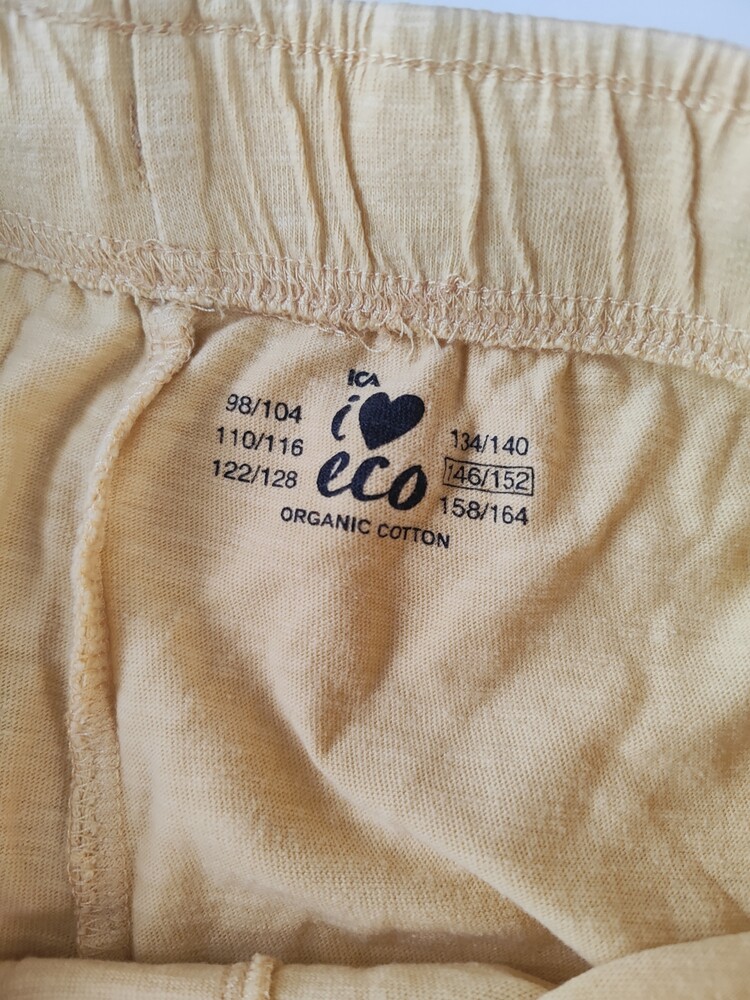 ICA
i♥
eco
98/104
110/116
122/128
134/140
146/152
158/164
ORGANIC COTTON